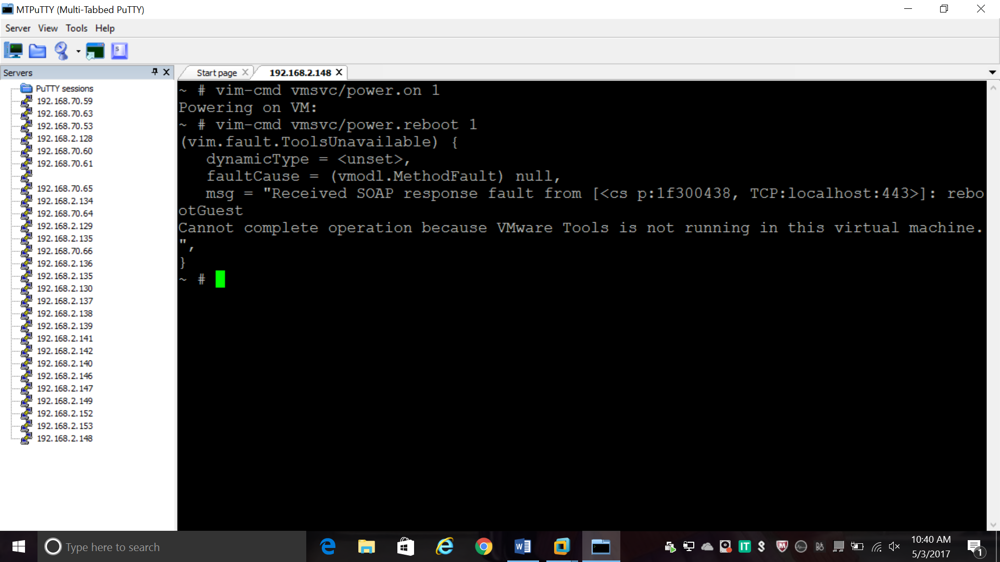 MTPuTTY (Multi-Tabbed PuTTY)
Server View Tools Help
Servers
Start page
192.168.2.148
PuTTY sessions
192.168.70.59
192.168.70.63
192.168.70.53
192.168.2.128
192.168.70.60
192.168.70.61
192.168.70.65
192.168.2.134
192.168.70.64
192.168.2.129
192.168.2.135
192.168.70.66
192.168.2.136
192.168.2.135
192.168.2.130
192.168.2.137
192.168.2.138
192.168.2.139
192.168.2.141
192.168.2.142
192.168.2.140
192.168.2.146
192.168.2.147
192.168.2.149
192.168.2.152
192.168.2.153
192.168.2.148
~ # vim-cmd vmsvc/power.on 1
Powering on VM:
~ # vim-cmd vmsvc/power.reboot 1
(vim.fault.ToolsUnavailable) {
   dynamicType = <unset>,
   faultCause = (vmodl.MethodFault) null,
   msg = "Received SOAP response fault from [<cs p:1f300438, TCP:localhost:443>]: rebo
otGuest
Cannot complete operation because VMware Tools is not running in this virtual machine.
",
}
~ #
Type here to search
IT
10:40 AM
5/3/2017
1